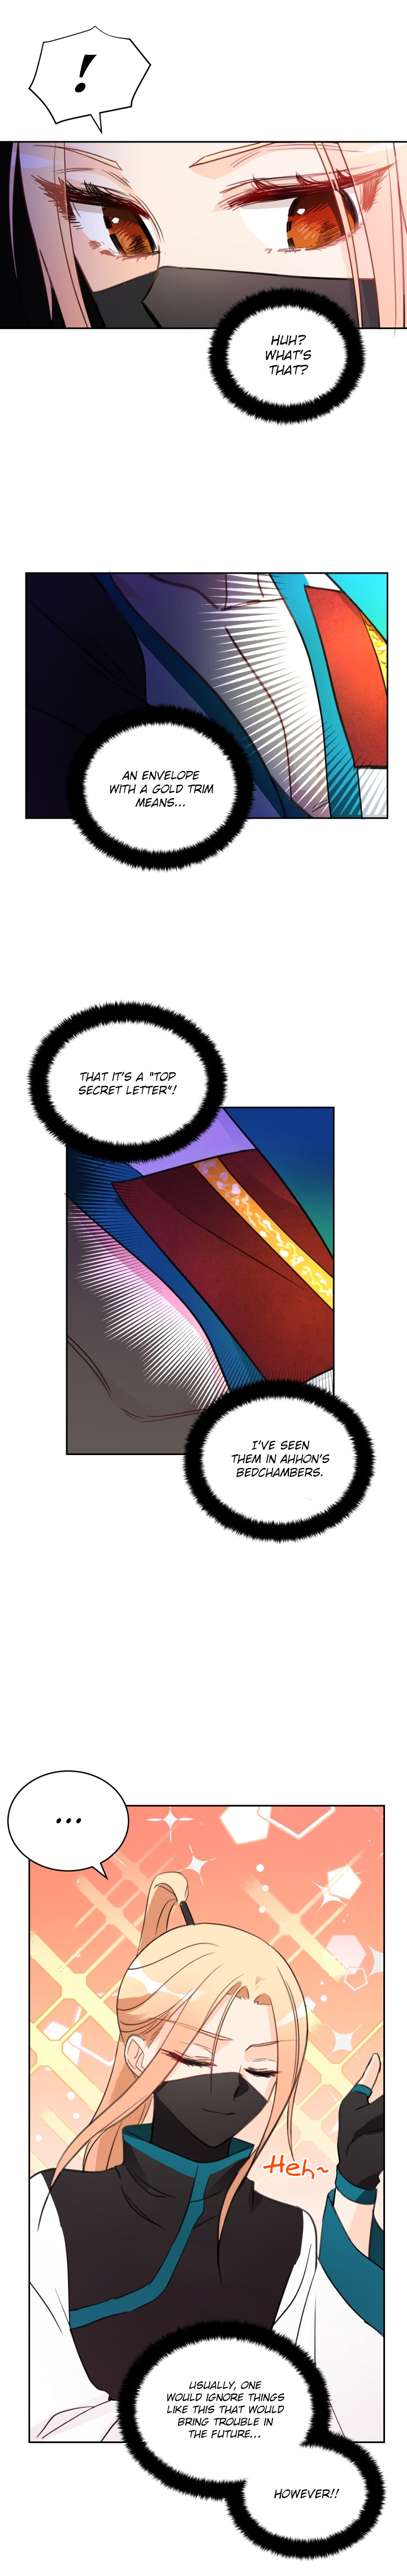 !
HUH?
WHAT'S
THAT?
AN ENVELOPE
WITH A GOLD TRIM
MEANS...
THAT IT'S A "TOP
SECRET LETTER"!
I'VE SEEN
THEM IN AHHON'S
BEDCHAMBERS.
...
Heh~
USUALLY, ONE
WOULD IGNORE THINGS
LIKE THIS THAT WOULD
BRING TROUBLE IN
THE FUTURE...
HOWEVER!!